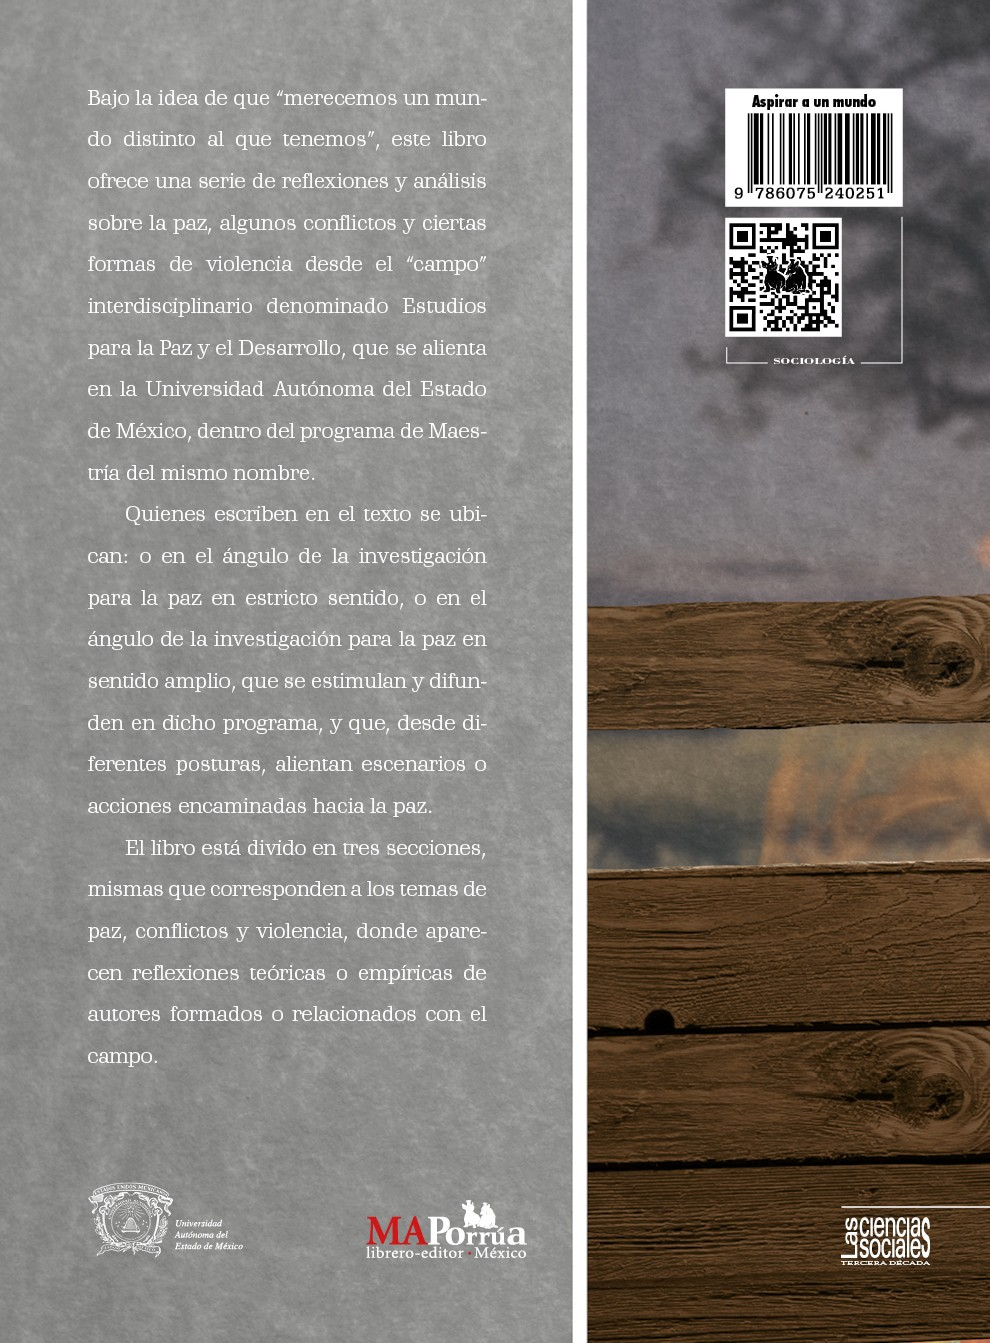 Bajo la idea de que “merecemos un mun-
do distinto al que tenemos”, este libro
ofrece una serie de reflexiones y análisis
sobre la paz, algunos conflictos y ciertas
formas de violencia desde el “campo”
interdisciplinario denominado Estudios
para la Paz y el Desarrollo, que se alienta
en la Universidad Autónoma del Estado
de México, dentro del programa de Maes-
tría del mismo nombre.
Quienes escriben en el texto se ubi-
can: o en el ángulo de la investigación
para la paz en estricto sentido, o en el
ángulo de la investigación para la paz en
sentido amplio, que se estimulan y difun-
den en dicho programa, y que, desde di-
ferentes posturas, alientan escenarios o
acciones encaminadas hacia la paz.
El libro está divido en tres secciones,
mismas que corresponden a los temas de
paz, conflictos y violencia, donde apare-
cen reflexiones teóricas o empíricas de
autores formados o relacionados con el
campo.
ESTADOS UNIDOS MEXICANOS
Universidad
Autónoma del
Estado de México
MAPorrúa
librero-editor · México
Aspirar a un mundo
9 786075 240251
SOCIOLOGÍA
Las ciencias
sociales
TERCERA DÉCADA